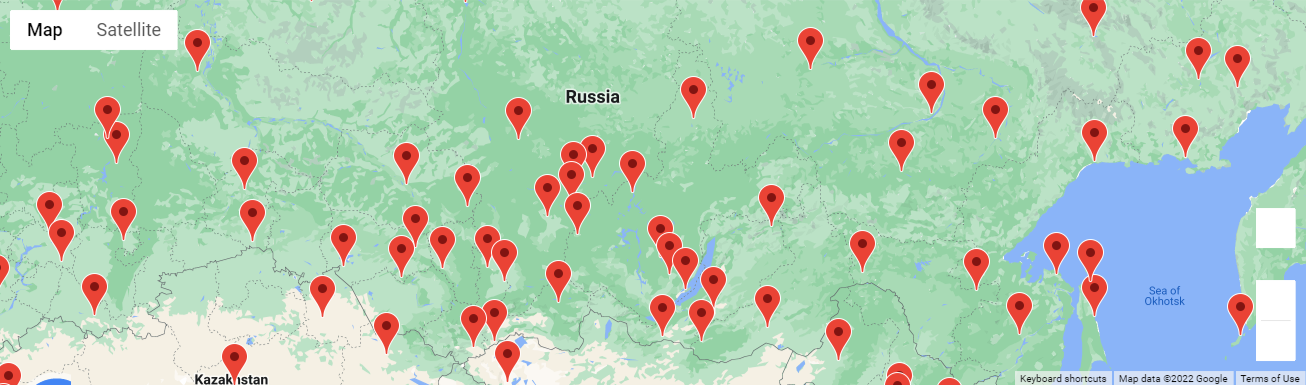 Map
Satellite
Russia
Sea of
Okhotsk
Kazakhstan
Keyboard shortcuts
Map data ©2022 Google
Terms of Use